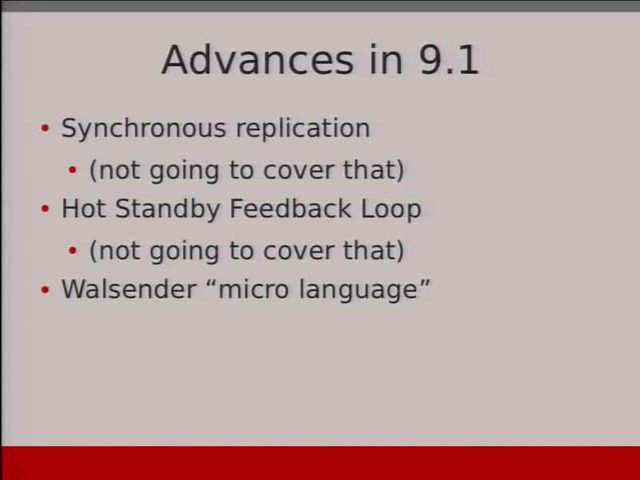 Advances in 9.1
• Synchronous replication
• (not going to cover that)
• Hot Standby Feedback Loop
• (not going to cover that)
• Walsender “micro language”